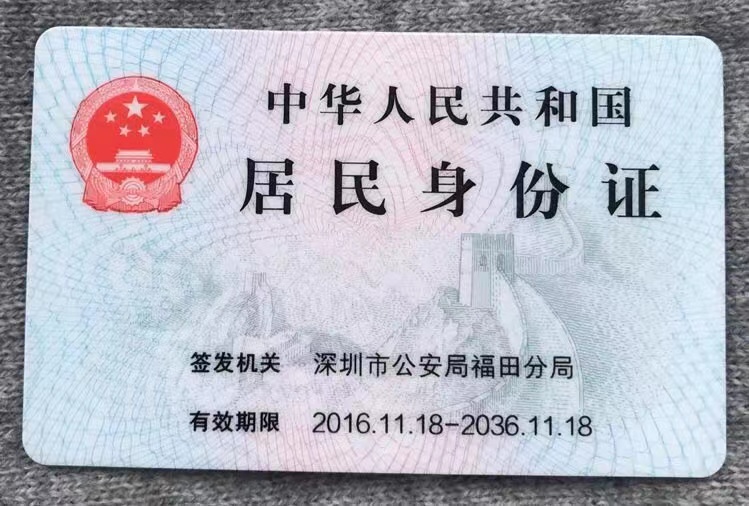 中华人民共和国
居民身份证
签发机关 深圳市公安局福田分局
有效期限 2016.11.18-2036.11.18